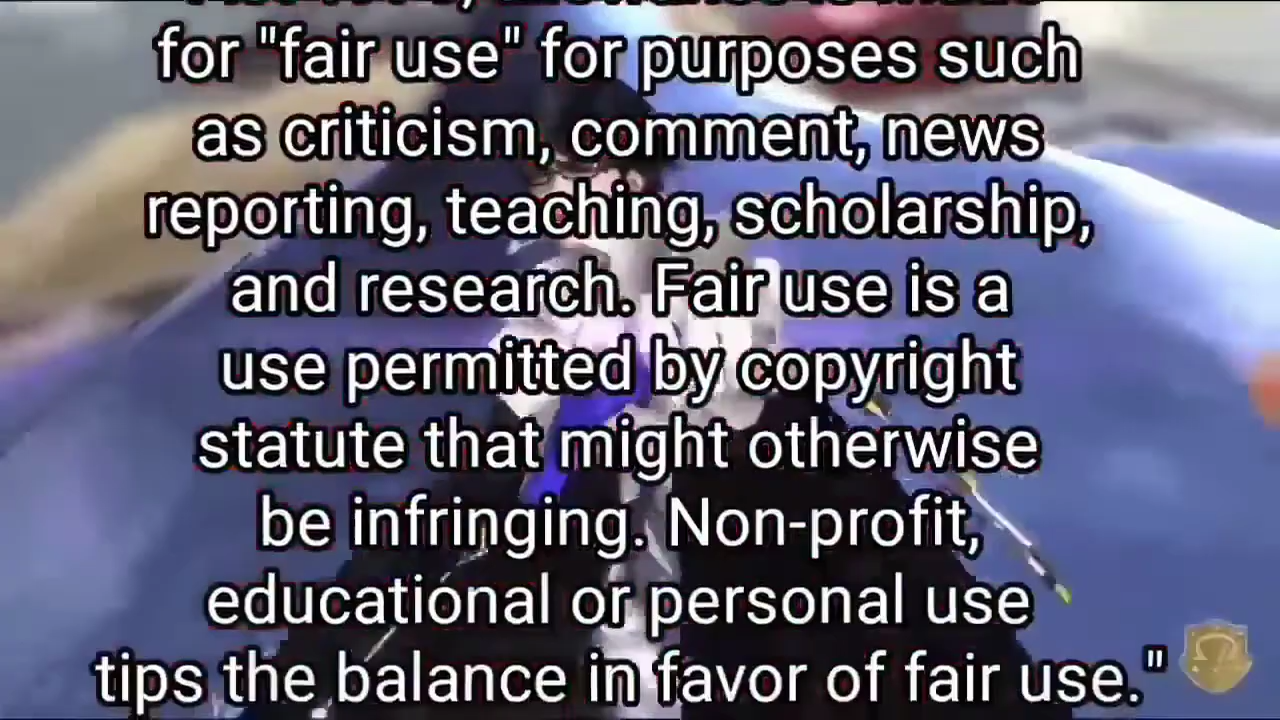 for "fair use" for purposes such
as criticism, comment, news
reporting, teaching, scholarship,
and research. Fair use is a
use permitted by copyright
statute that might otherwise
be infringing. Non-profit,
educational or personal use
tips the balance in favor of fair use."